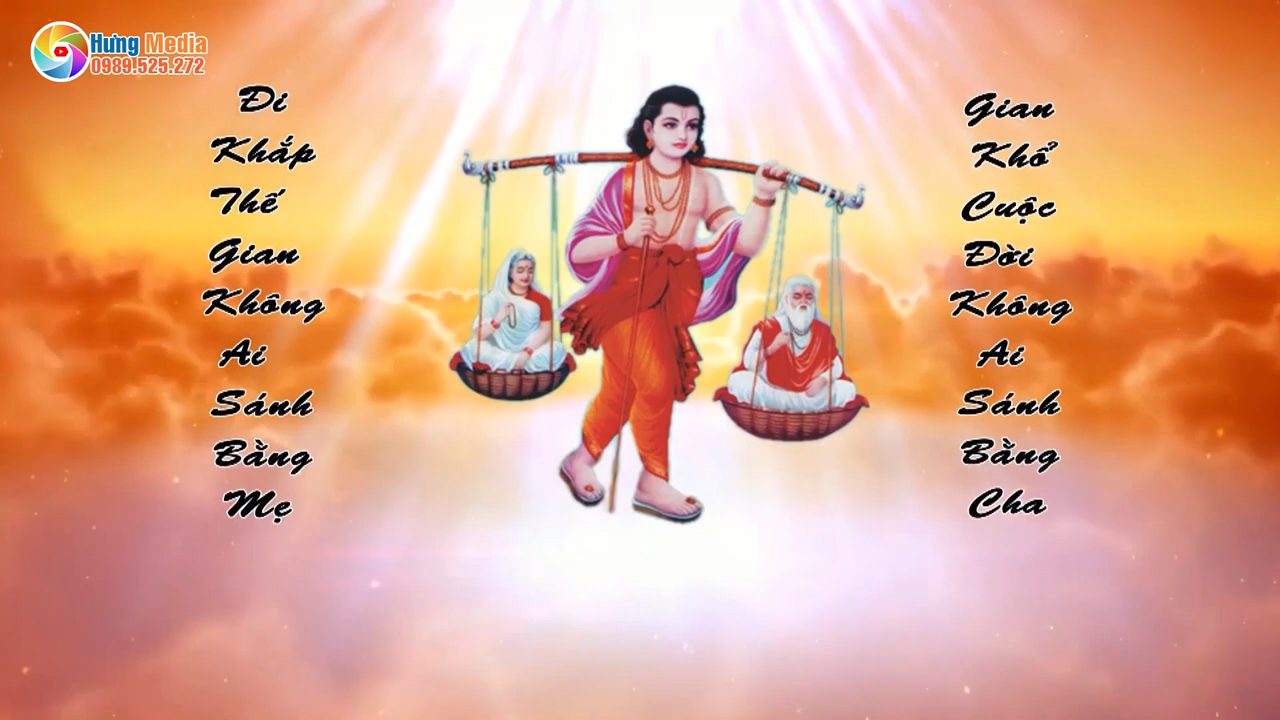 Hưng Media
0989.525.272
Đi
Khắp
Thế
Gian
Không
Ai
Sánh
Bằng
Mẹ
Gian
Khổ
Cuộc
Đời
Không
Ai
Sánh
Bằng
Cha